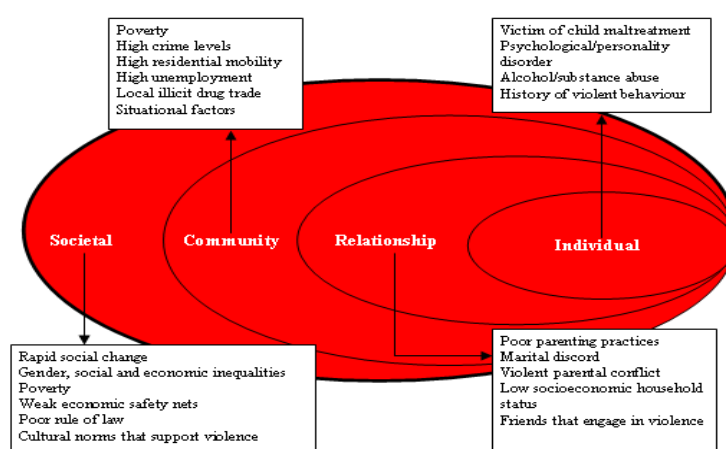 Poverty
High crime levels
High residential mobility
High unemployment
Local illicit drug trade
Situational factors
Victim of child maltreatment
Psychological/personality
disorder
Alcohol/substance abuse
History of violent behaviour
Societal
Community
Relationship
Individual
Rapid social change
Gender, social and economic inequalities
Poverty
Weak economic safety nets
Poor rule of law
Cultural norms that support violence
Poor parenting practices
Marital discord
Violent parental conflict
Low socioeconomic household
status
Friends that engage in violence